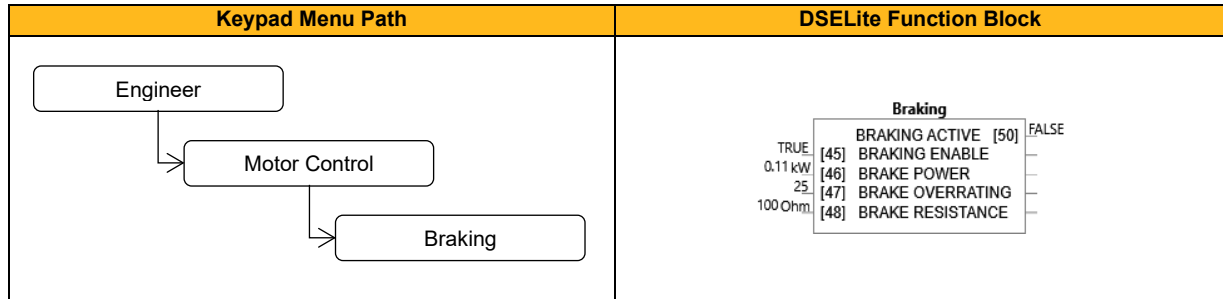 Keypad Menu Path
DSELite Function Block
Engineer
Motor Control
Braking
Braking
BRAKING ACTIVE [50] FALSE
TRUE [45] BRAKING ENABLE
0.11 kW [46] BRAKE POWER
25 [47] BRAKE OVERRATING
100 Ohm [48] BRAKE RESISTANCE